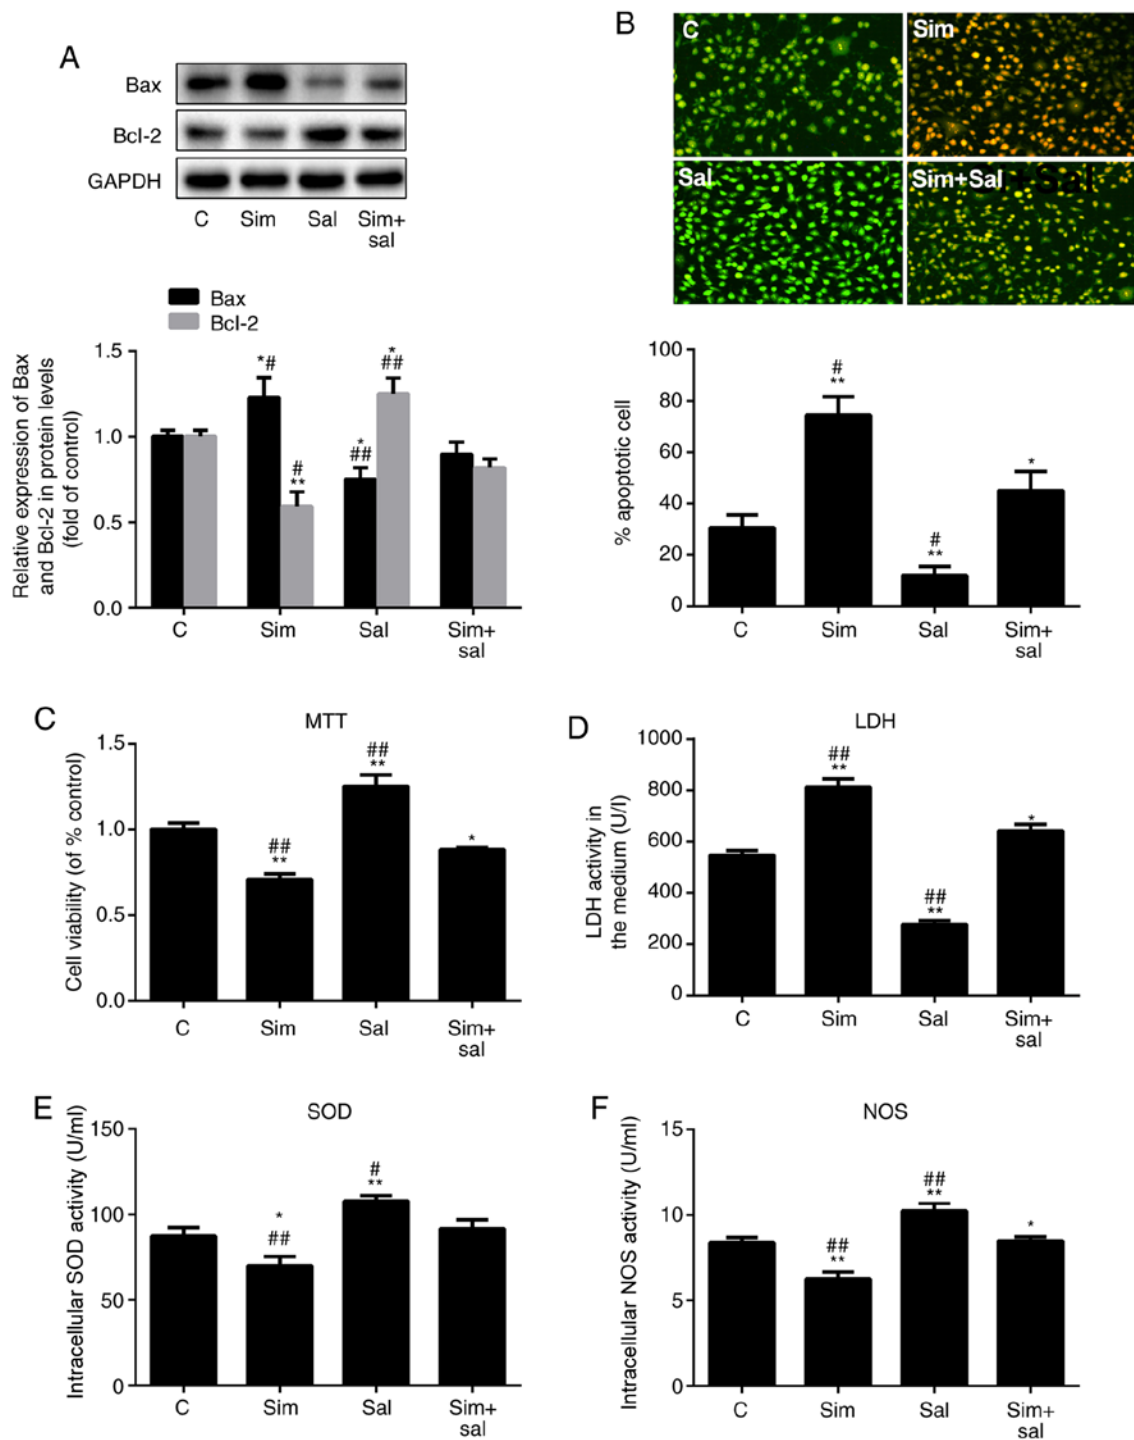 A
Bax
Bcl-2
GAPDH
C Sim Sal Sim+
sal
Bax
Bcl-2
Relative expression of Bax
and Bcl-2 in protein levels
(fold of control)
1.5
1.0
0.5
0.0
*#
#
**
*
##
*
##
C Sim Sal Sim+
sal
B
C
Sim
Sal
Sim+Sal
+Sal
% apoptotic cell
100
80
60
40
20
0
#
**
#
**
*
C Sim Sal Sim+
sal
C
MTT
Cell viability (of % control)
1.5
1.0
0.5
0.0
##
**
##
**
*
C Sim Sal Sim+
sal
D
LDH
LDH activity in
the medium (U/l)
1000
800
600
400
200
0
##
**
##
**
*
C Sim Sal Sim+
sal
E
SOD
Intracellular SOD activity (U/ml)
150
100
50
0
*
##
#
**
C Sim Sal Sim+
sal
F
NOS
Intracellular NOS activity (U/ml)
15
10
5
0
##
**
##
**
*
C Sim Sal Sim+
sal